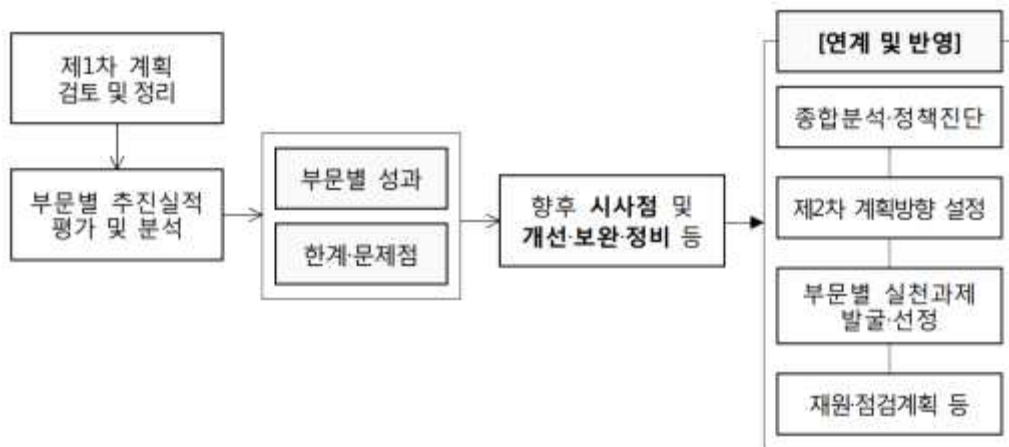 제1차 계획
검토 및 정리
부문별 추진실적
평가 및 분석
부문별 성과
한계·문제점
향후 시사점 및
개선·보완·정비 등
[연계 및 반영]
종합분석·정책진단
제2차 계획방향 설정
부문별 실천과제
발굴·선정
재원·점검계획 등